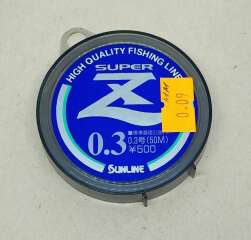 HIGH QUALITY FISHING LINE
SUPER
Z
0.3
0.3号(50M)
¥500
SUNLINE
0.09